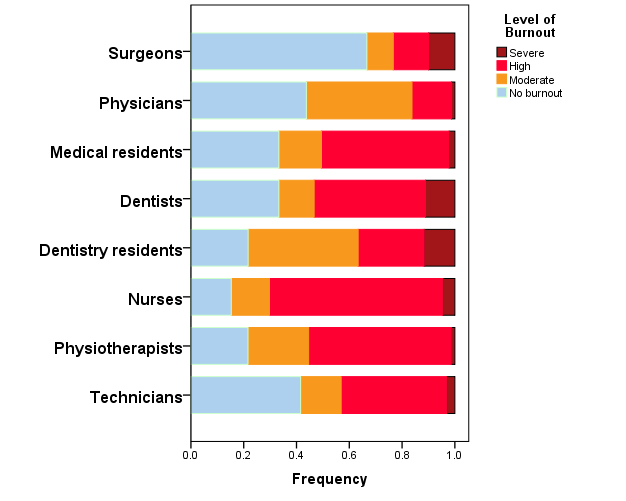 Level of
Burnout
Severe
High
Moderate
No burnout
Surgeons
Physicians
Medical residents
Dentists
Dentistry residents
Nurses
Physiotherapists
Technicians
0.0 0.2 0.4 0.6 0.8 1.0
Frequency